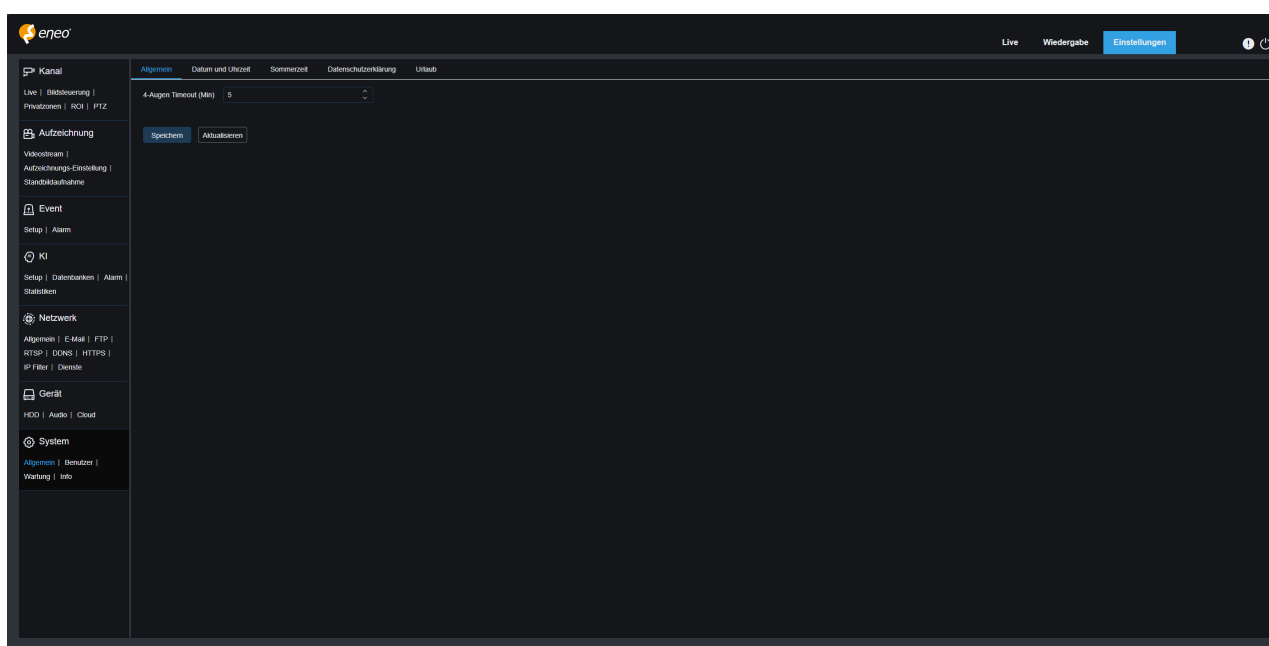 eneo
Live Wiedergabe Einstellungen
Kanal
Live | Bildsteuerung |
Privatzonen | ROI | PTZ
Aufzeichnung
Videostream |
Aufzeichnungs-Einstellung |
Standbildaufnahme
Event
Setup | Alarm
KI
Setup | Datenbanken | Alarm |
Statistiken
Netzwerk
Allgemein | E-Mail | FTP |
RTSP | DDNS | HTTPS |
IP Filter | Dienste
Gerät
HDD | Audio | Cloud
System
Allgemein | Benutzer |
Wartung | Info
Allgemein Datum und Uhrzeit Sommerzeit Datenschutzerklärung Urlaub
4-Augen Timeout (Min) 5
Speichern Aktualisieren